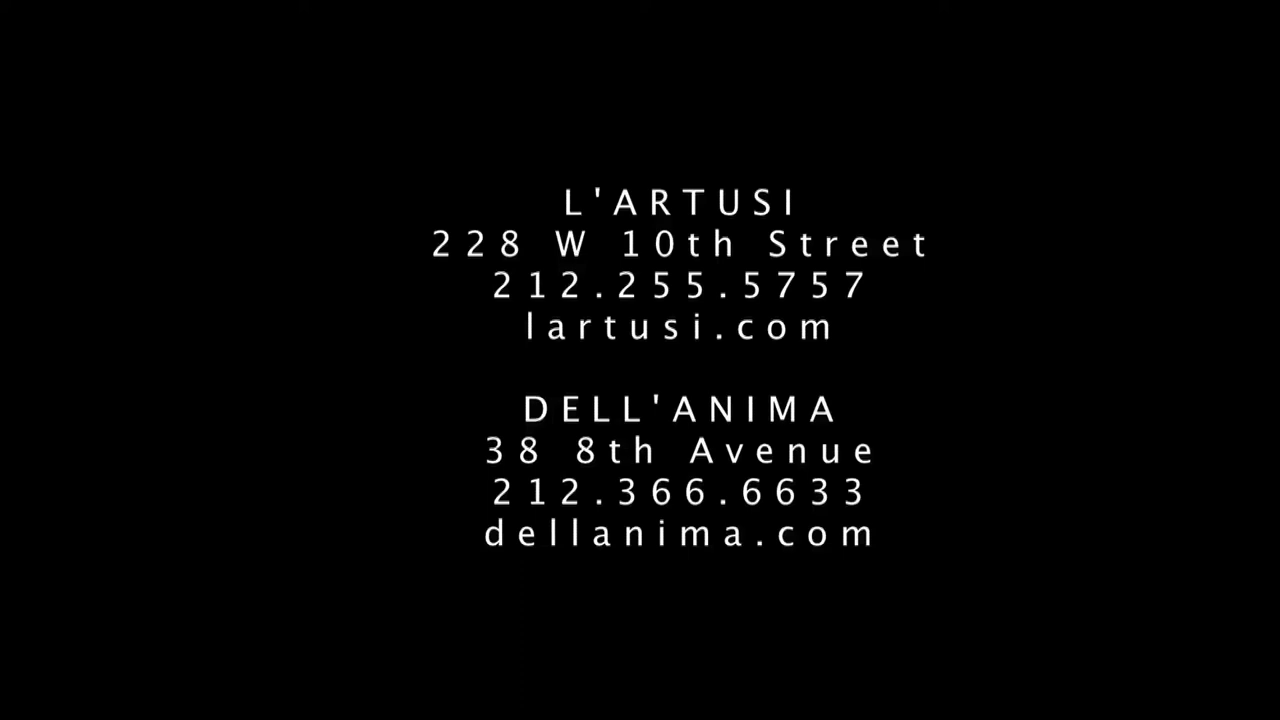 L'ARTUSI
228 W 10th Street
212.255.5757
lartusi.com
DELL'ANIMA
38 8th Avenue
212.366.6633
dellanima.com